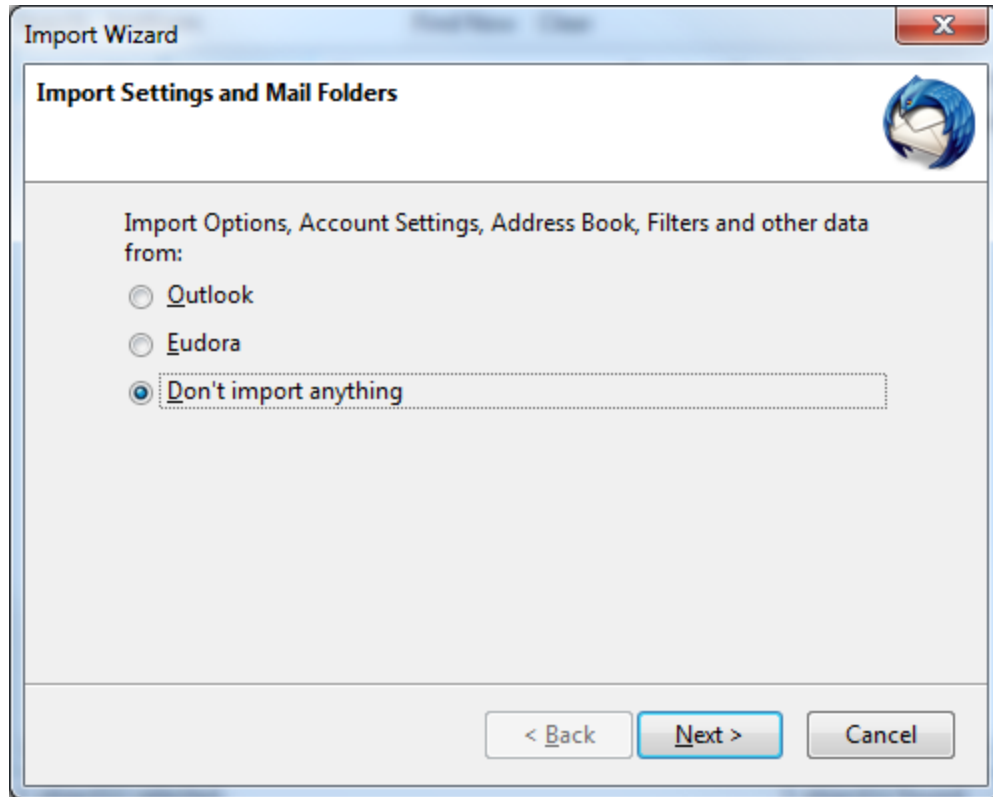 Import Wizard
Import Settings and Mail Folders
Import Options, Account Settings, Address Book, Filters and other data
from:
Outlook
Eudora
Don't import anything
< Back Next > Cancel